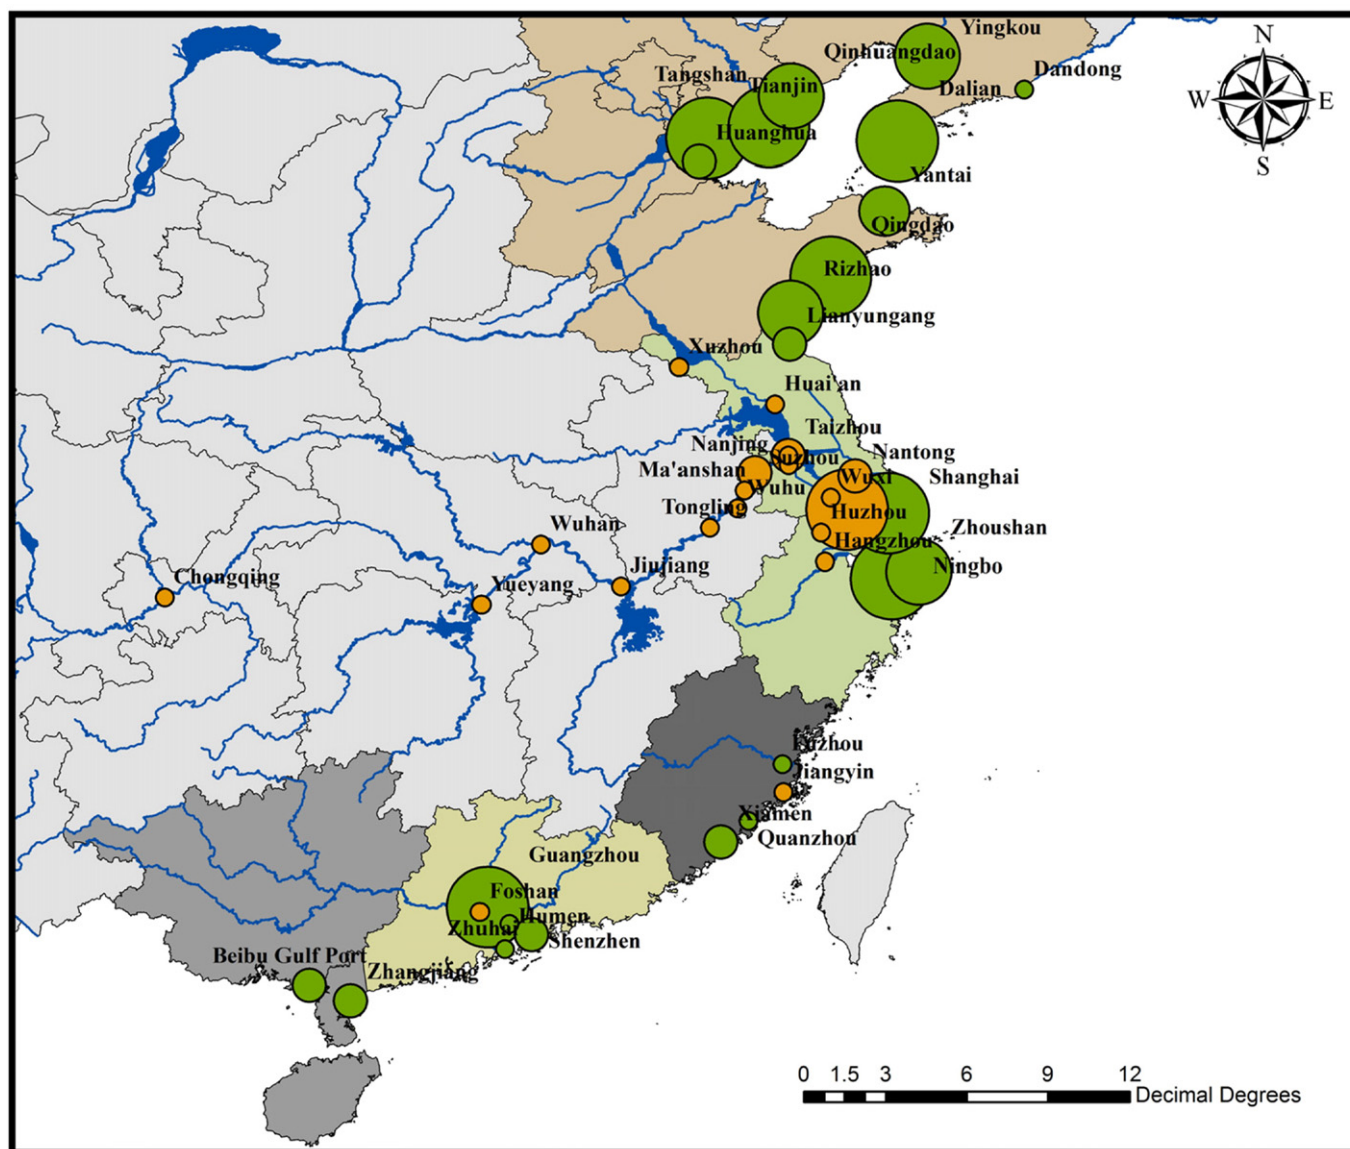 Yingkou
N
Qinhuangdao
Tangshan
Tianjin
Dandong
Dalian
W
E
Huanghua
S
Yantai
Qingdao
Rizhao
Lianyungang
Xuzhou
Huai'an
Taizhou
Nanjing
Suzhou
Nantong
Ma'anshan
Wuxi
Shanghai
Wuhu
Tongling
Huzhou
Wuhan
Zhoushan
Hangzhou
Jiujiang
Ningbo
Chongqing
Yueyang
Fuzhou
Jiangyin
Xiamen
Quanzhou
Guangzhou
Foshan
Humen
Zhuhai
Shenzhen
Beibu Gulf Port
Zhangjiang
0 1.5 3 6 9 12
Decimal Degrees